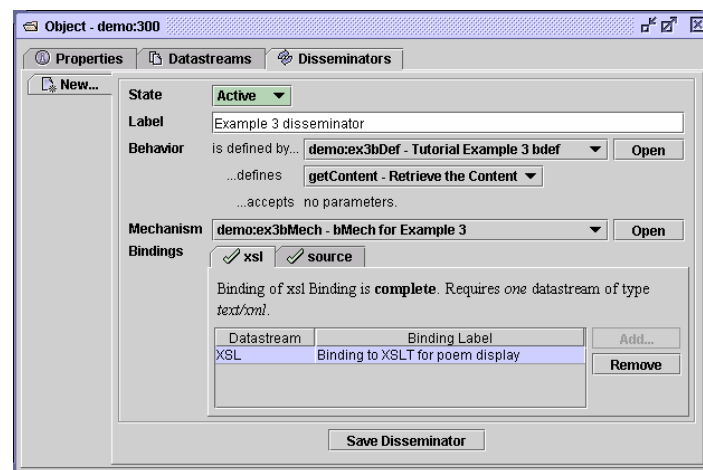 Object - demo:300
Properties Datastreams Disseminators
New...
State Active
Label Example 3 disseminator
Behavior is defined by... demo:ex3bDef - Tutorial Example 3 bdef Open
...defines getContent - Retrieve the Content
...accepts no parameters.
Mechanism demo:ex3bMech - bMech for Example 3 Open
Bindings xsl source
Binding of xsl Binding is complete. Requires one datastream of type
text/xml.
Datastream Binding Label Add...
XSL Binding to XSLT for poem display
Remove
Save Disseminator